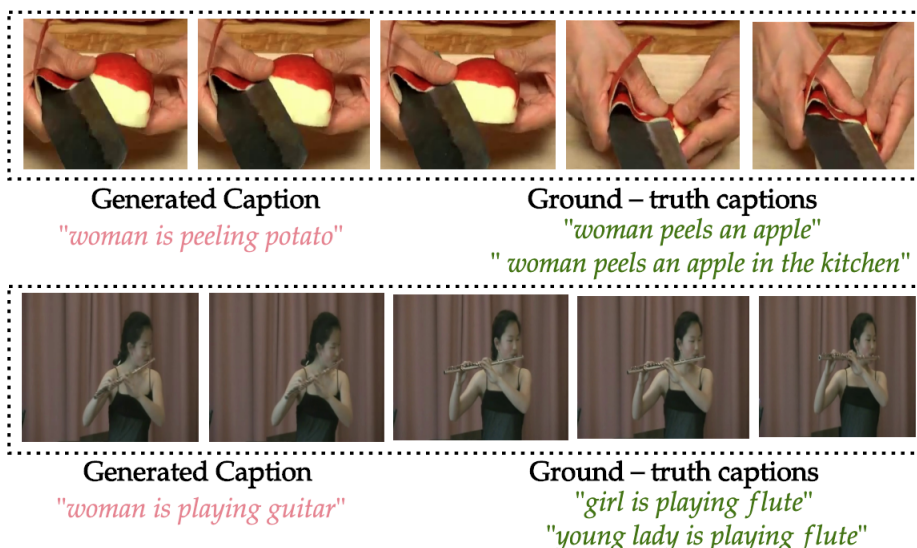 Generated Caption
Ground – truth captions
"woman is peeling potato"
"woman peels an apple"
" woman peels an apple in the kitchen"
Generated Caption
Ground – truth captions
"woman is playing guitar"
"girl is playing flute"
"young lady is playing flute"